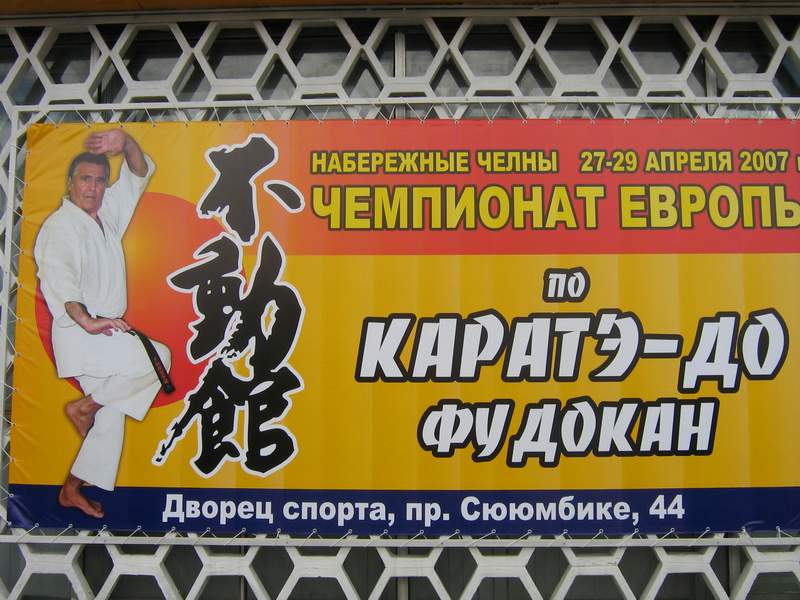 不動館
НАБЕРЕЖНЫЕ ЧЕЛНЫ 27-29 АПРЕЛЯ 2007
ЧЕМПИОНАТ ЕВРОПЫ
ПО
КАРАТЭ-ДО
ФУДОКАН
Дворец спорта, пр. Сююмбике, 44